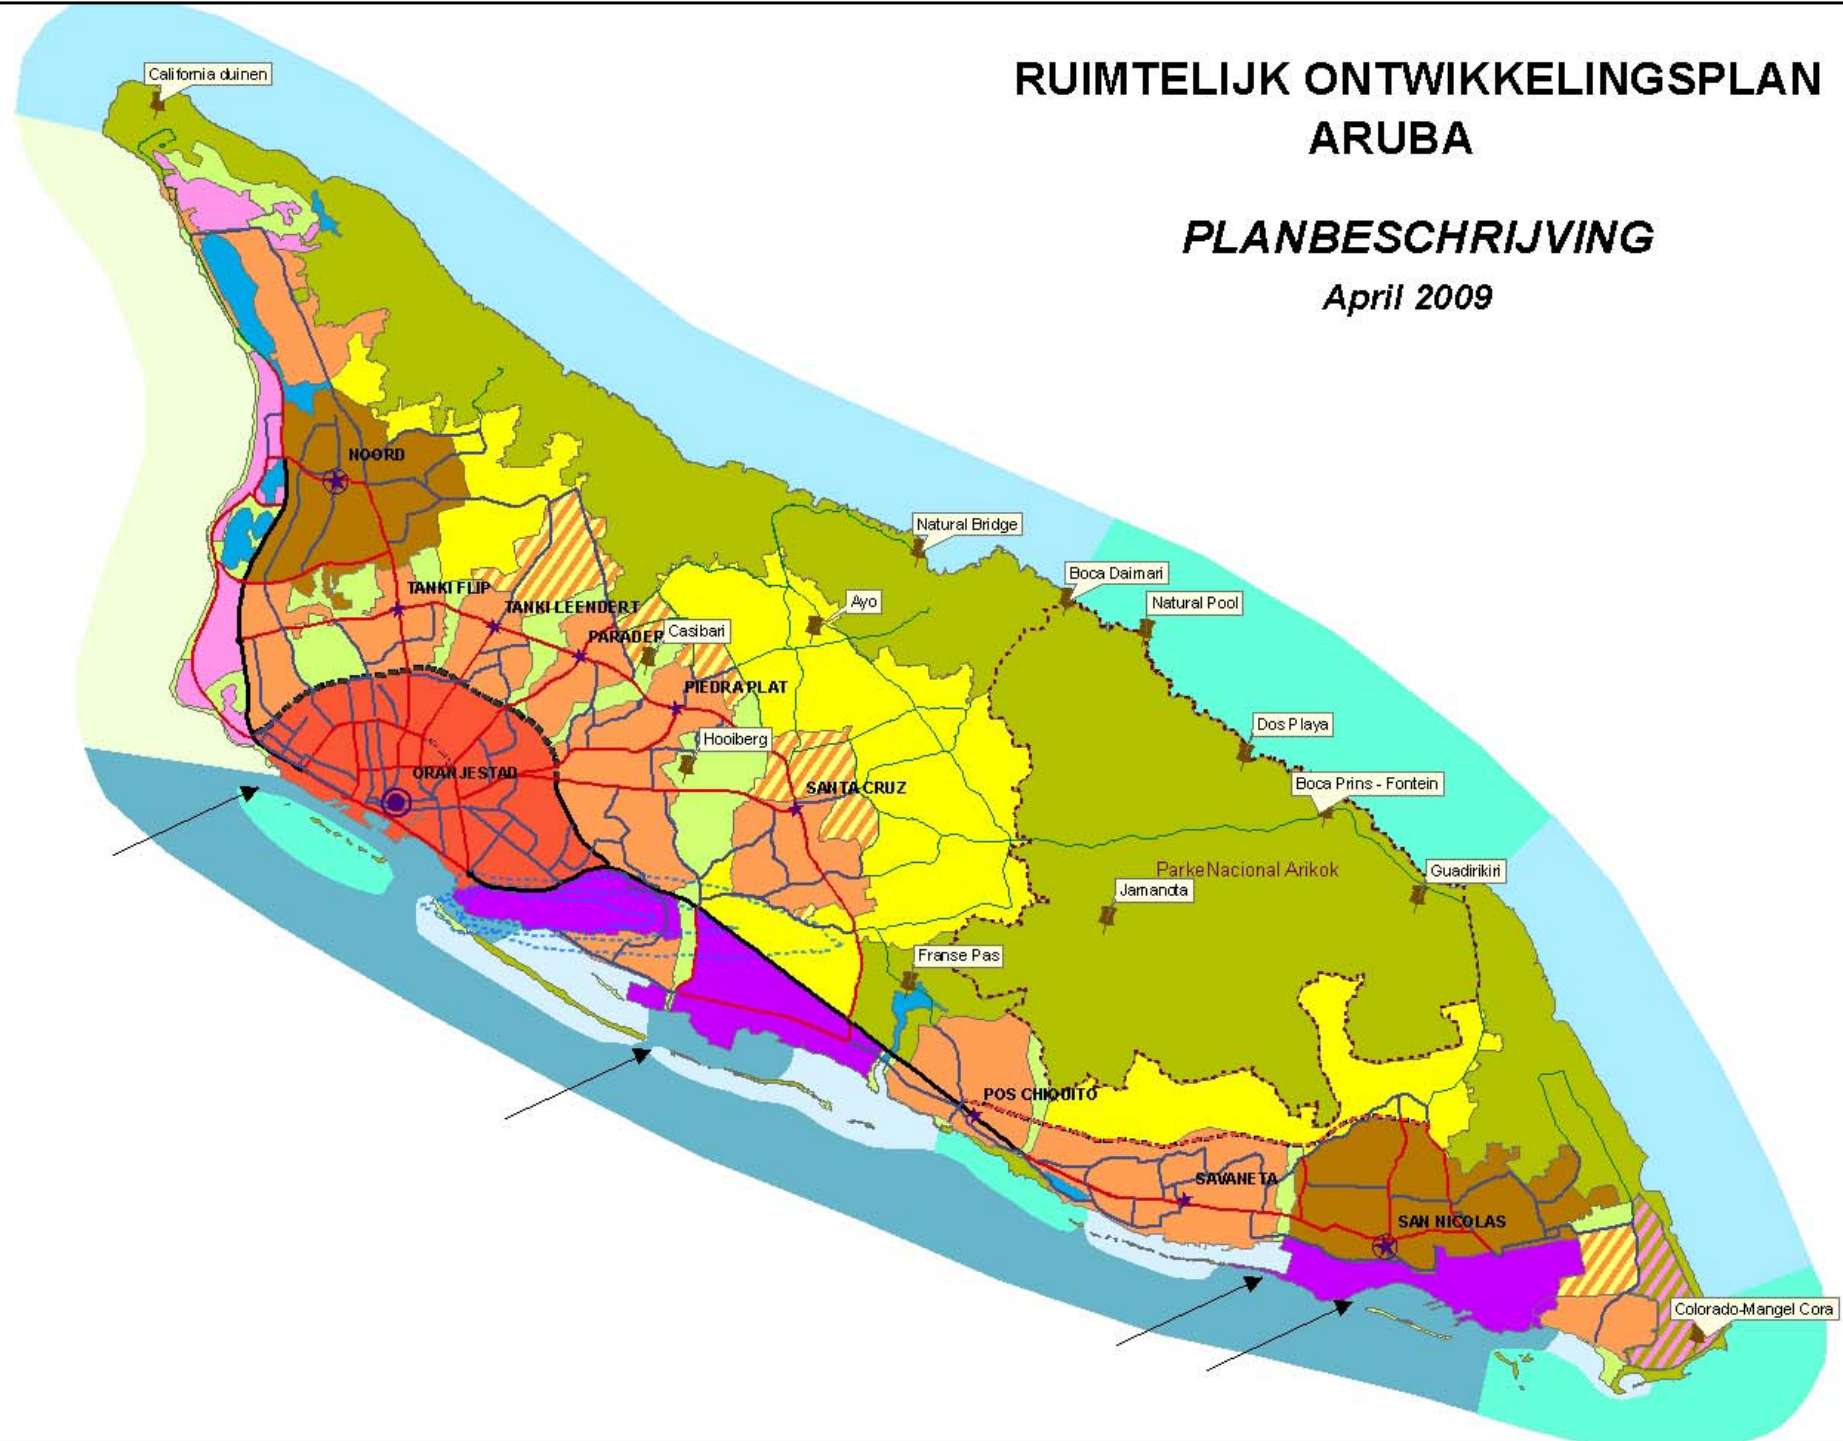 RUIMTELIJK ONTWIKKELINGSPLAN
ARUBA
PLANBESCHRIJVING
April 2009
California duinen
NOORD
Natural Bridge
Boca Daimari
TANKI FLIP
Ayo
Natural Pool
TANKI LEENDERT
PARADER
Casibari
PIEDRA PLAT
Dos Playa
Hooiberg
ORANJESTAD
Boca Prins - Fontein
SANTA CRUZ
Parke Nacional Arikok
Guadirikiri
Jamanota
Franse Pas
POS CHIQUITO
SAVANETA
SAN NICOLAS
Colorado-Mangel Cora